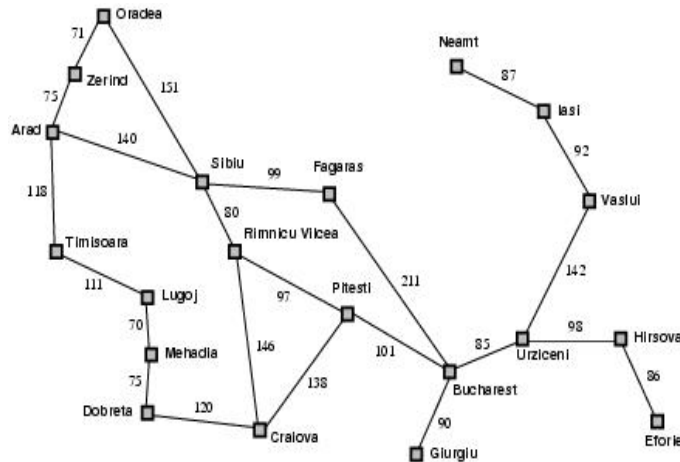 Oradea
71
Neamt
Zerind
87
151
75
Iasi
Arad
140
92
Sibiu
Fagaras
99
118
Vaslui
80
Timisoara
Rimnicu Vilcea
142
111
211
Lugoj
97
Pitesti
70
98
146
85
Hirsova
Mehadia
101
Urziceni
138
86
75
Bucharest
120
Dobreta
90
Craiova
Eforie
Giurgiu